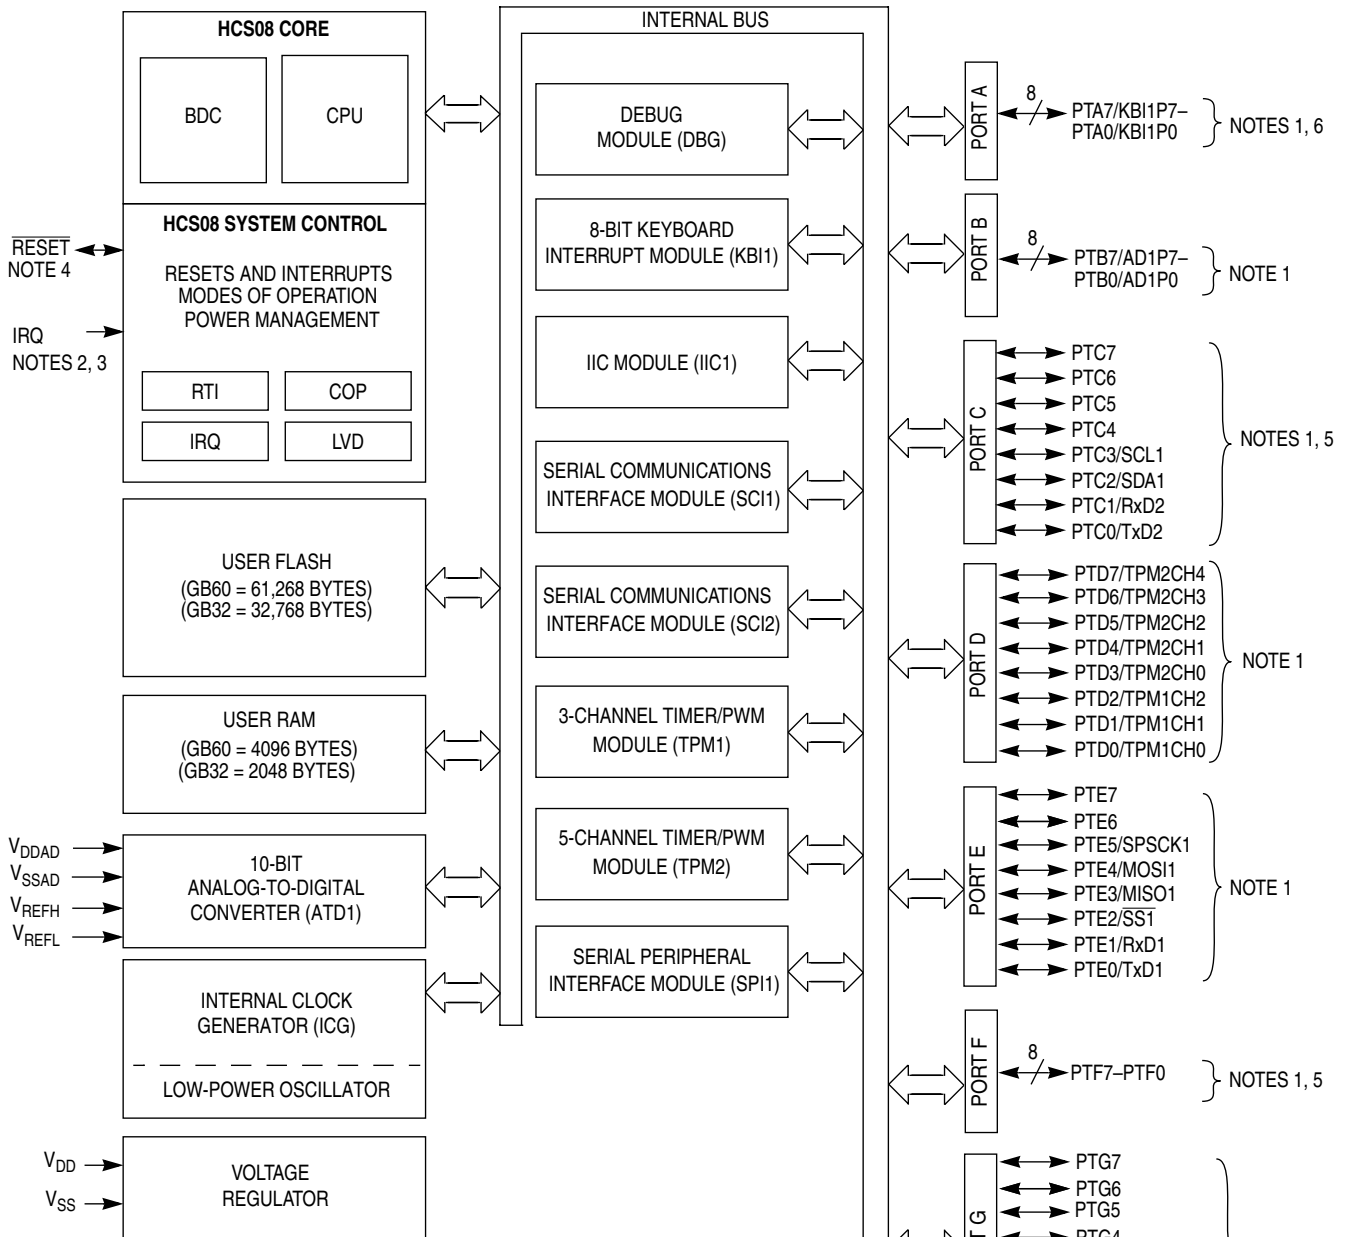 INTERNAL BUS
HCS08 CORE
BDC
CPU
HCS08 SYSTEM CONTROL
RESETS AND INTERRUPTS
MODES OF OPERATION
POWER MANAGEMENT
RTI
COP
IRQ
LVD
RESET
NOTE 4
IRQ
NOTES 2, 3
USER FLASH
(GB60 = 61,268 BYTES)
(GB32 = 32,768 BYTES)
USER RAM
(GB60 = 4096 BYTES)
(GB32 = 2048 BYTES)
VDDAD
VSSAD
VREFH
VREFL
10-BIT
ANALOG-TO-DIGITAL
CONVERTER (ATD1)
INTERNAL CLOCK
GENERATOR (ICG)
LOW-POWER OSCILLATOR
VDD
VSS
VOLTAGE
REGULATOR
DEBUG
MODULE (DBG)
8-BIT KEYBOARD
INTERRUPT MODULE (KBI1)
IIC MODULE (IIC1)
SERIAL COMMUNICATIONS
INTERFACE MODULE (SCI1)
SERIAL COMMUNICATIONS
INTERFACE MODULE (SCI2)
3-CHANNEL TIMER/PWM
MODULE (TPM1)
5-CHANNEL TIMER/PWM
MODULE (TPM2)
SERIAL PERIPHERAL
INTERFACE MODULE (SPI1)
PORT A
8
PTA7/KBI1P7–
PTA0/KBI1P0
NOTES 1, 6
PORT B
8
PTB7/AD1P7–
PTB0/AD1P0
NOTE 1
PORT C
PTC7
PTC6
PTC5
PTC4
PTC3/SCL1
PTC2/SDA1
PTC1/RxD2
PTC0/TxD2
NOTES 1, 5
PORT D
PTD7/TPM2CH4
PTD6/TPM2CH3
PTD5/TPM2CH2
PTD4/TPM2CH1
PTD3/TPM2CH0
PTD2/TPM1CH2
PTD1/TPM1CH1
PTD0/TPM1CH0
NOTE 1
PORT E
PTE7
PTE6
PTE5/SPSCK1
PTE4/MOSI1
PTE3/MISO1
PTE2/SS1
PTE1/RxD1
PTE0/TxD1
NOTE 1
PORT F
8
PTF7–PTF0
NOTES 1, 5
T G
PTG7
PTG6
PTG5
PTG4